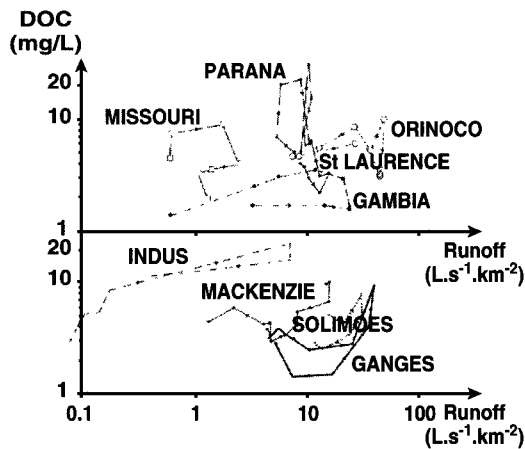 DOC
(mg/L)
PARANA
20
MISSOURI
10
ORINOCO
St LAURENCE
GAMBIA
1
Runoff
(L.s-1.km-2)
20
INDUS
10
MACKENZIE
SOLIMOES
GANGES
1
0.1 1 10 100 Runoff
(L.s-1.km-2)